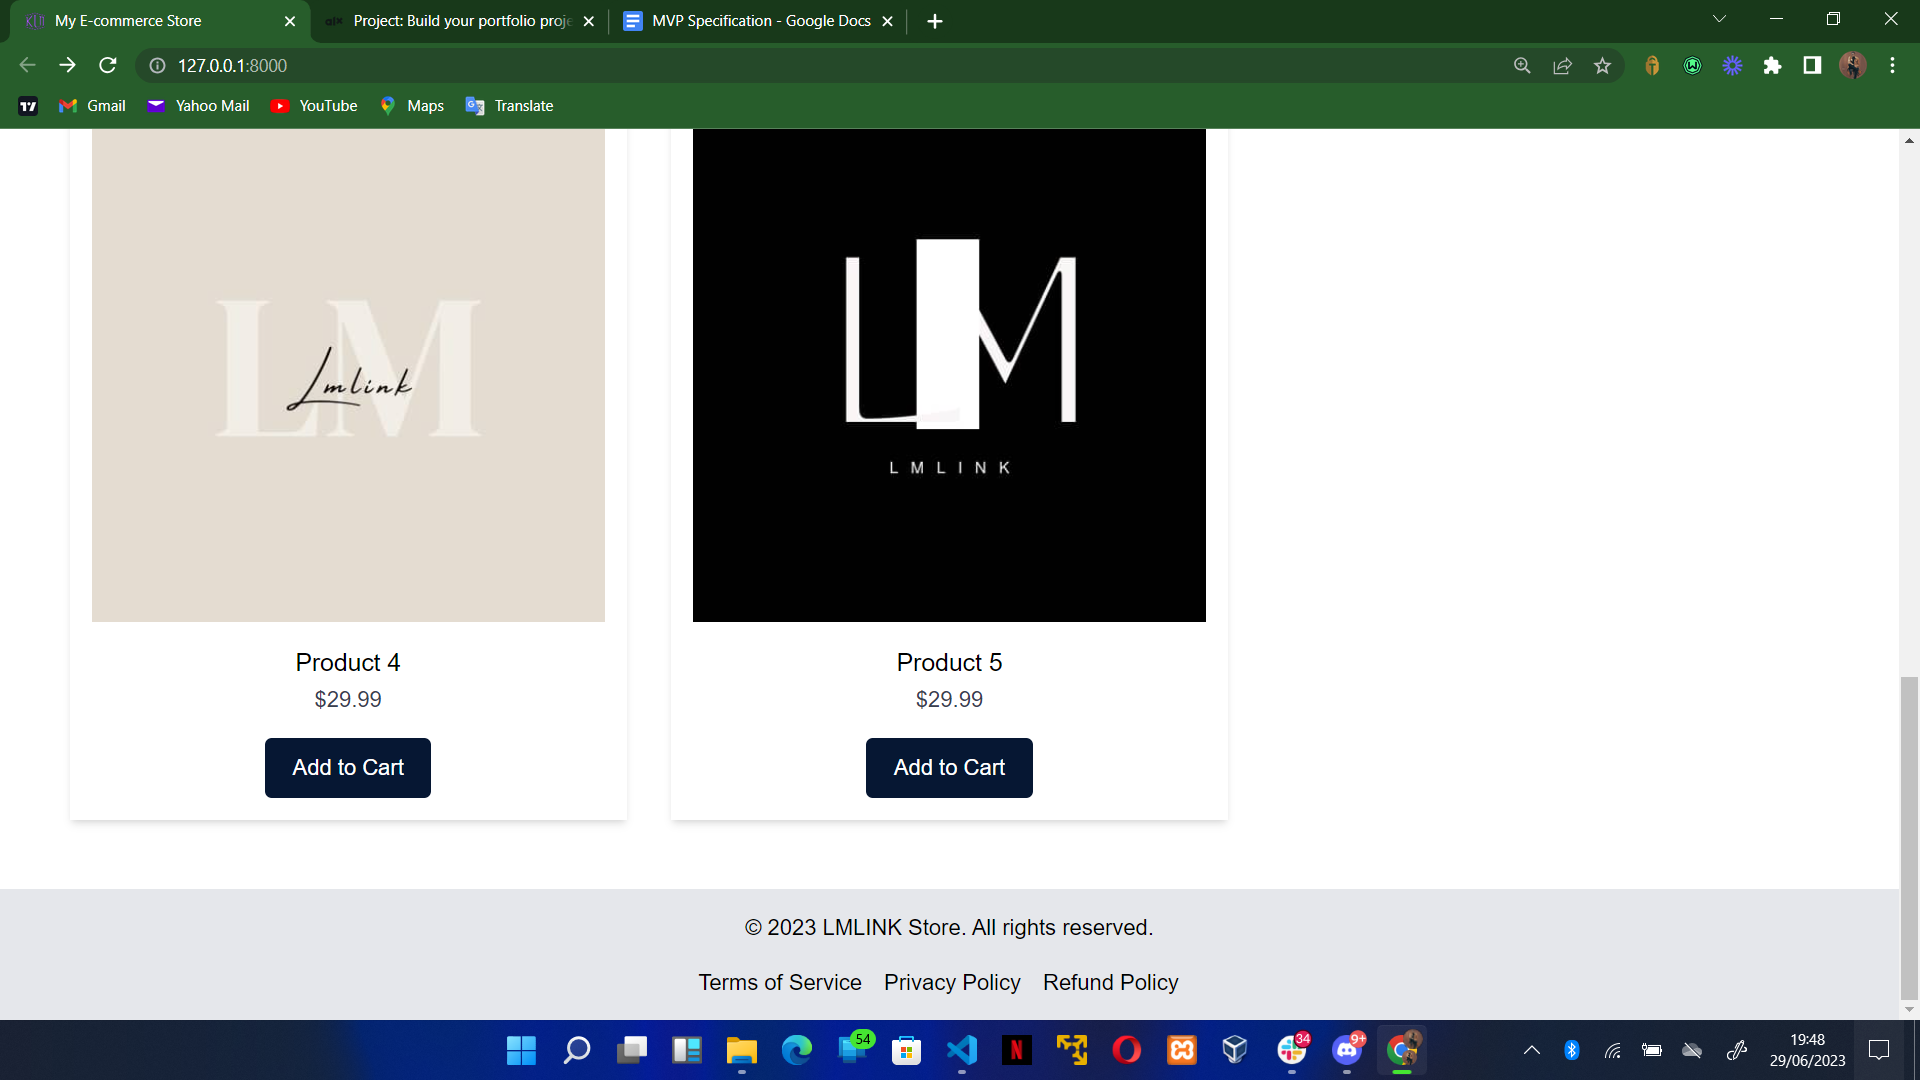 My E-commerce Store
Project: Build your portfolio proje
MVP Specification - Google Docs
127.0.0.1:8000
Gmail
Yahoo Mail
YouTube
Maps
Translate
LM
Lmlink
LM
LMLINK
Product 4
$29.99
Add to Cart
Product 5
$29.99
Add to Cart
© 2023 LMLINK Store. All rights reserved.
Terms of Service
Privacy Policy
Refund Policy
54
34
9+
19:48
29/06/2023